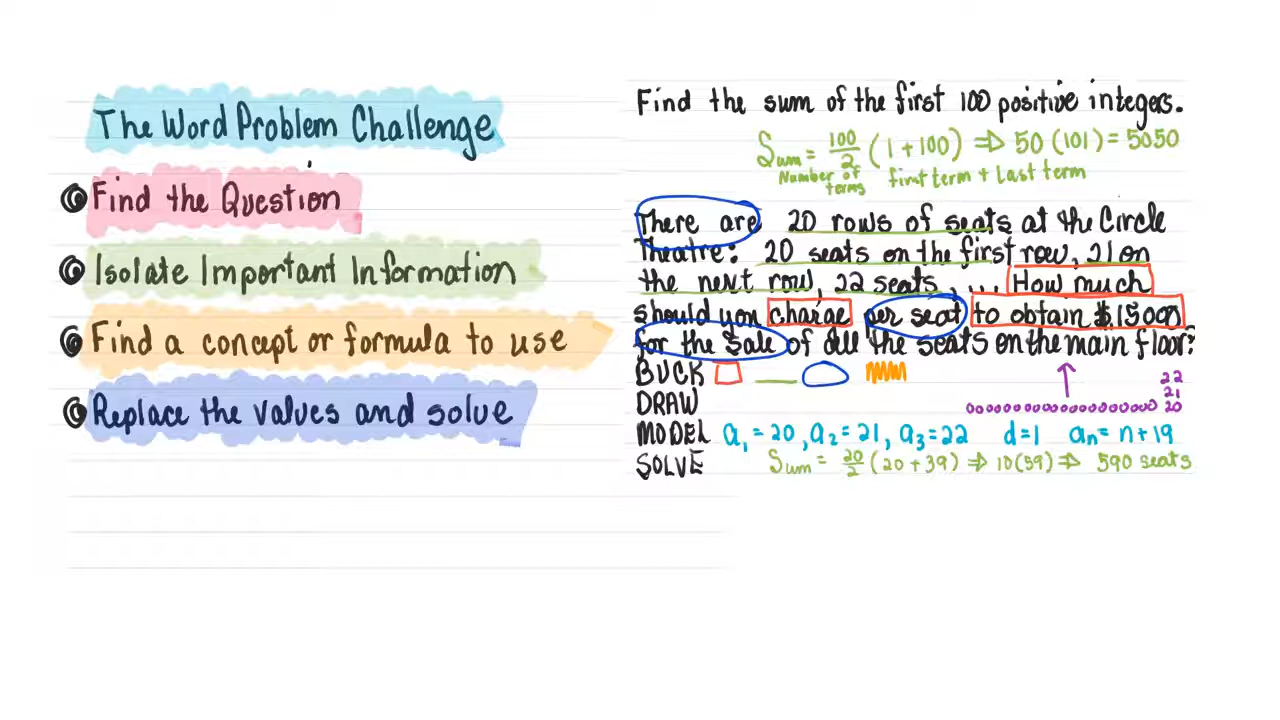 The Word Problem Challenge
Find the Question
Isolate Important Information
Find a concept or formula to use
Replace the values and solve
Find the sum of the first 100 positive integers.
Sum = 100/2 (1 + 100) ⇒ 50 (101) = 5050
Number of terms first term + Last term
There are 20 rows of seats at the Circle
Theatre: 20 seats on the first row, 21 on
the next row, 22 seats, ... How much
should you charge per seat to obtain $15000
for the sale of all the seats on the main floor?
BUCK
DRAW
22
21
20
MODEL a₁ = 20, a₂ = 21, a₃ = 22 d = 1 aₙ = n + 19
SOLVE Sum = 20/2 (20 + 39) ⇒ 10 (59) ⇒ 590 seats